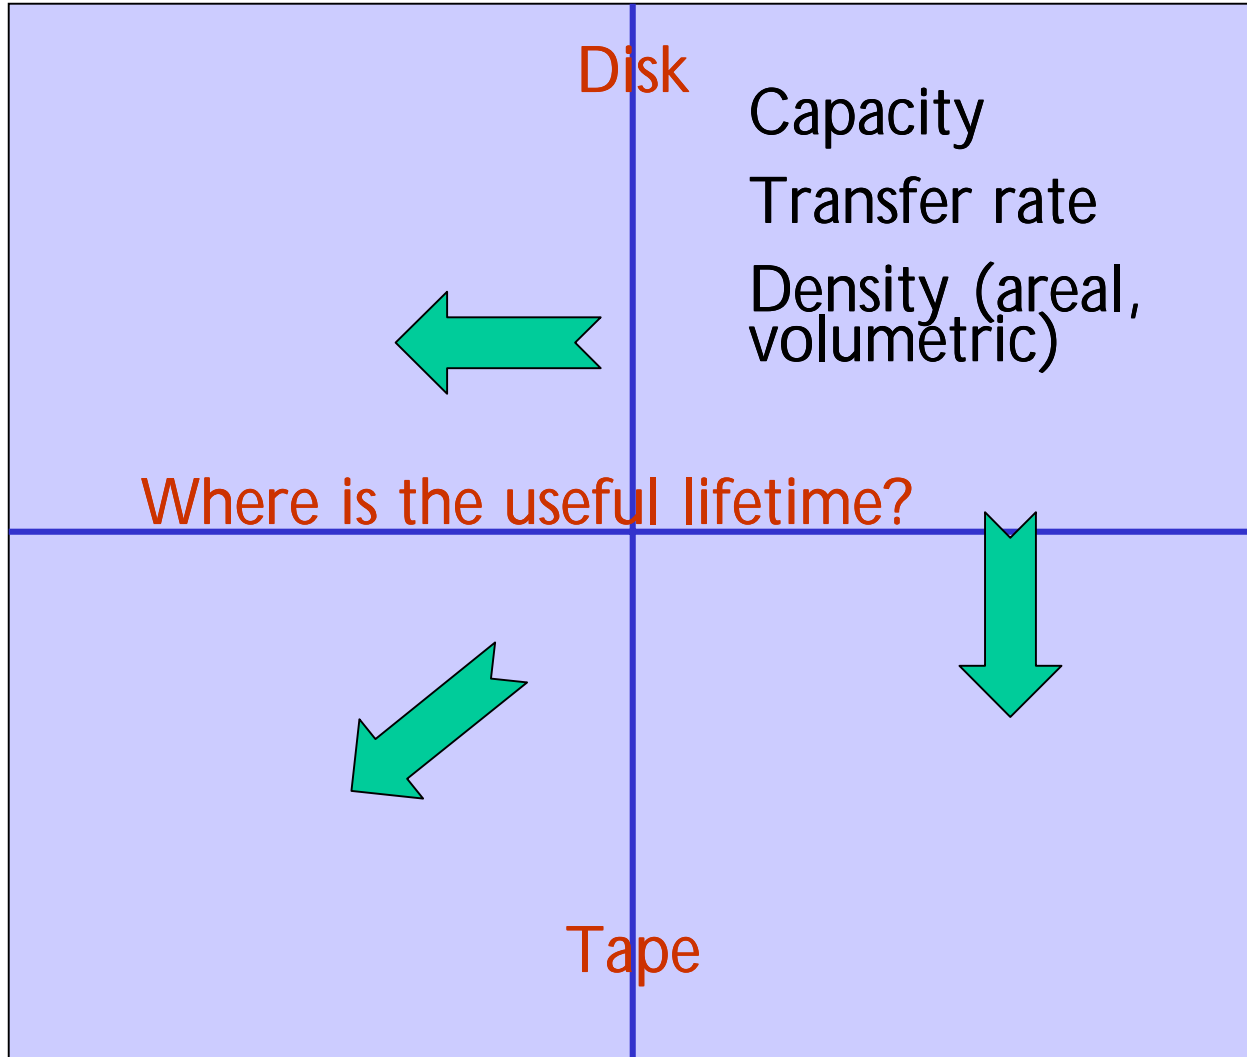 Disk
Capacity
Transfer rate
Density (areal,
volumetric)
Where is the useful lifetime?
Tape